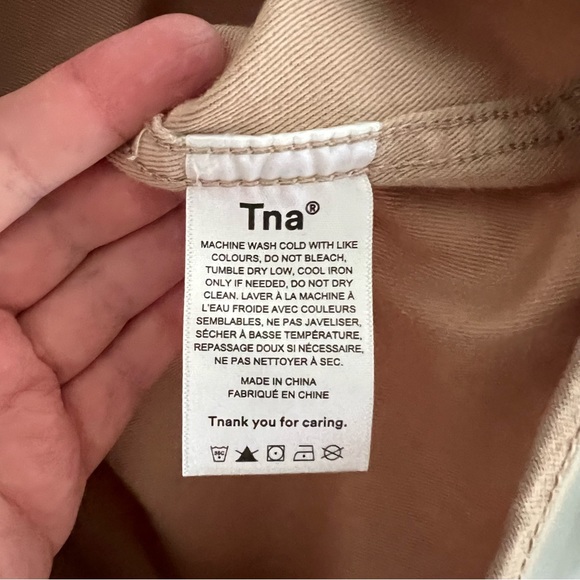 Tna®
MACHINE WASH COLD WITH LIKE
COLOURS, DO NOT BLEACH,
TUMBLE DRY LOW, COOL IRON
ONLY IF NEEDED, DO NOT DRY
CLEAN. LAVER À LA MACHINE À
L'EAU FROIDE AVEC COULEURS
SEMBLABLES, NE PAS JAVELISER,
SÉCHER À BASSE TEMPÉRATURE,
REPASSAGE DOUX SI NÉCESSAIRE,
NE PAS NETTOYER À SEC.
MADE IN CHINA
FABRIQUÉ EN CHINE
Tnank you for caring.
30C